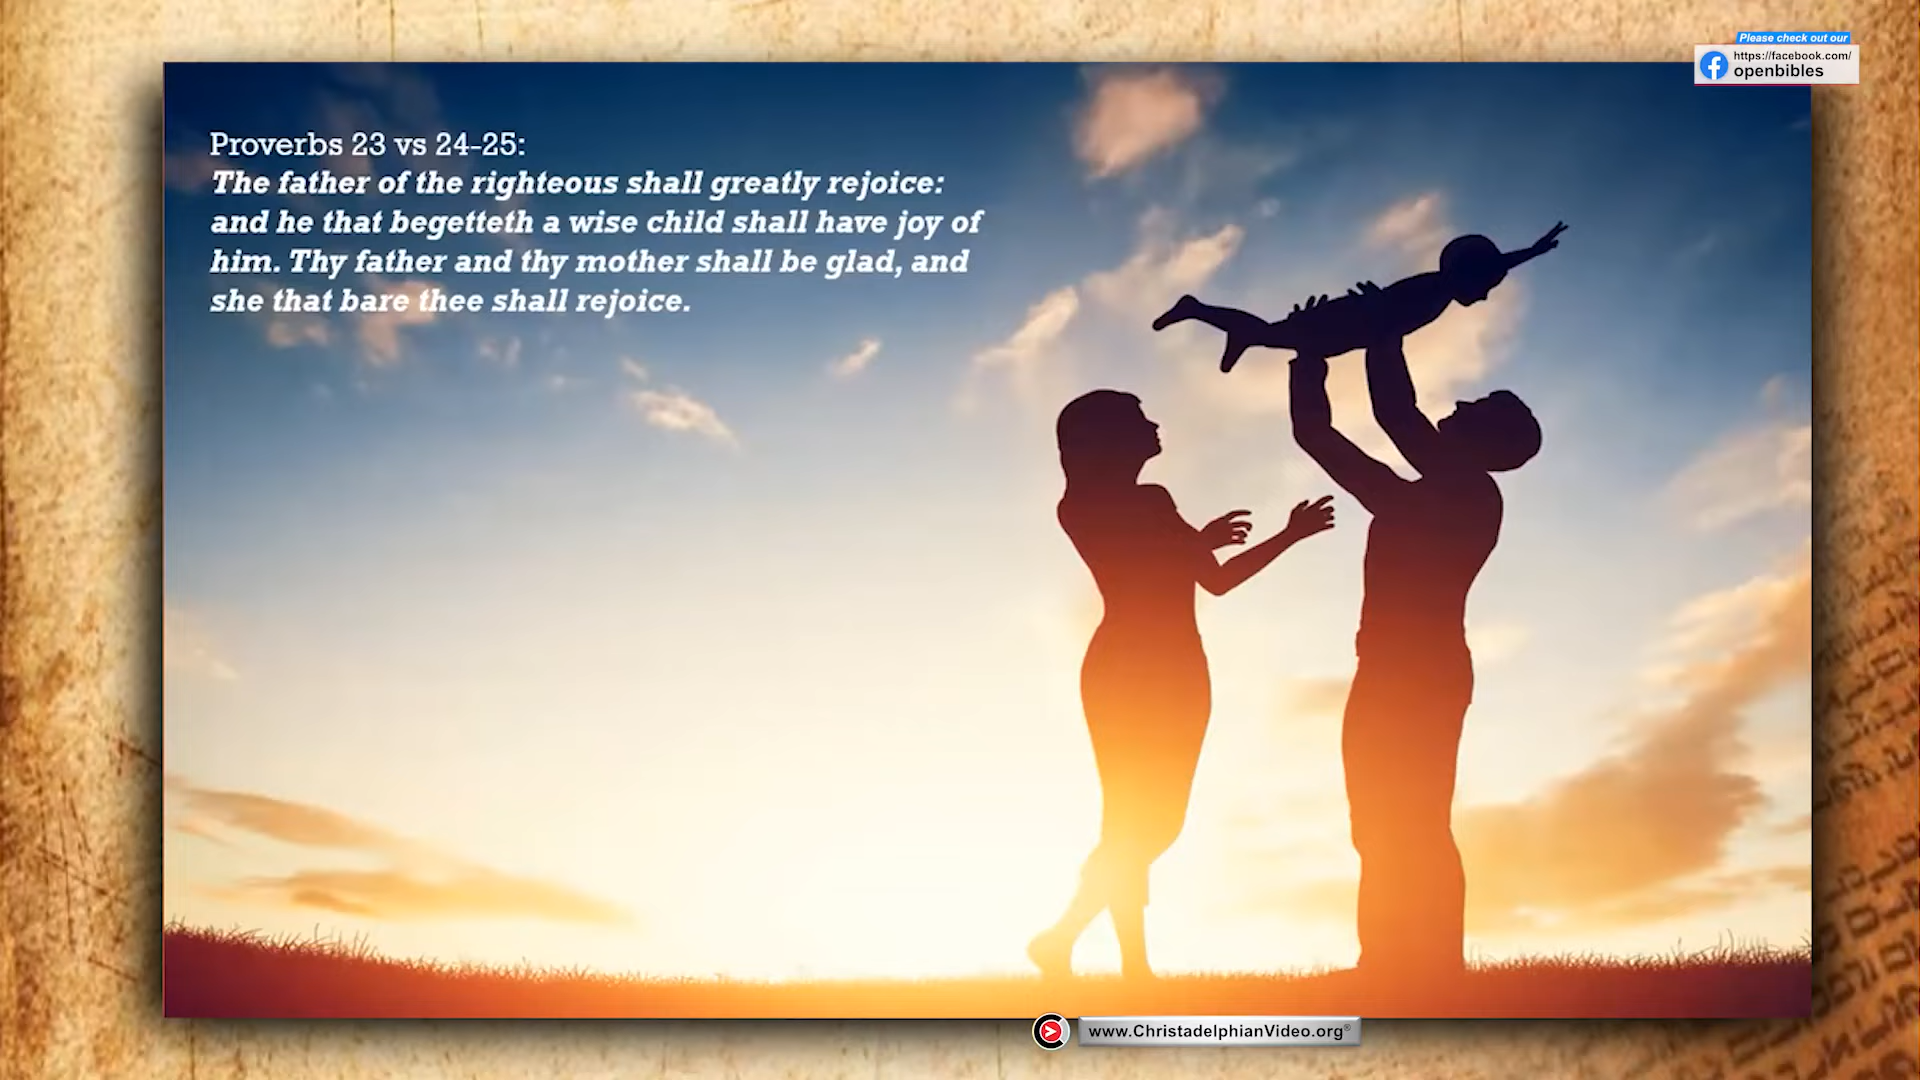 Please check out our
https://facebook.com/
openbibles
Proverbs 23 vs 24-25:
The father of the righteous shall greatly rejoice:
and he that begetteth a wise child shall have joy of
him. Thy father and thy mother shall be glad, and
she that bare thee shall rejoice.
www.ChristadelphianVideo.org®